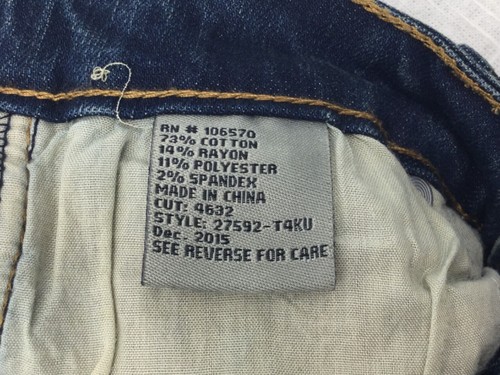 RN # 106570
73% COTTON
14% RAYON
11% POLYESTER
2% SPANDEX
MADE IN CHINA
CUT: 4632
STYLE: 27592-T4KU
Dec. 2015
SEE REVERSE FOR CARE